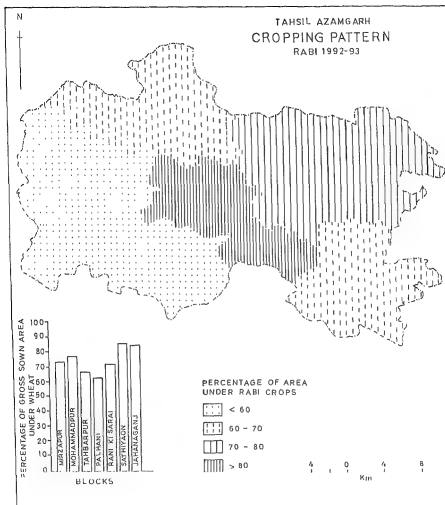 N
TAHSIL AZAMGARH
CROPPING PATTERN
RABI 1992-93
PERCENTAGE OF GROSS SOWN AREA
UNDER WHEAT
100
90
80
70
60
50
40
30
20
10
0
MIRZAPUR
MOHAMMADPUR
TAHBARPUR
PALHANI
RANI KI SARAI
SATHIYAON
JAHANAGANJ
BLOCKS
PERCENTAGE OF AREA
UNDER RABI CROPS
< 60
60 - 70
70 - 80
> 80
4 0 4 8
Km